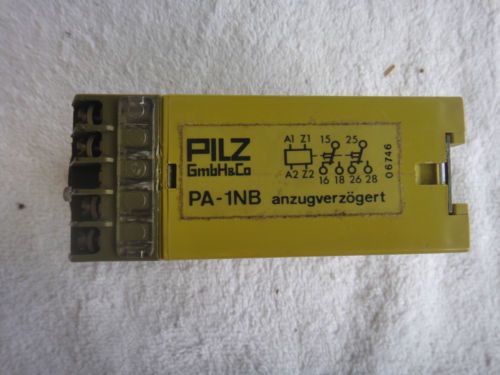 PILZ
GmbH&Co
PA-1NB anzugverzögert
A1 Z1 15 25
A2 Z2 16 18 26 28
06746